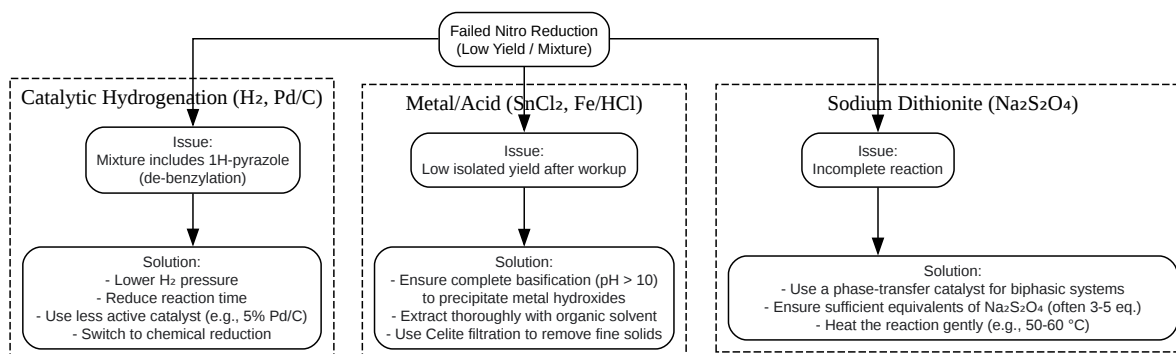 Failed Nitro Reduction
(Low Yield / Mixture)
Catalytic Hydrogenation (H₂, Pd/C)
Issue:
Mixture includes 1H-pyrazole
(de-benzylation)
Solution:
- Lower H₂ pressure
- Reduce reaction time
- Use less active catalyst (e.g., 5% Pd/C)
- Switch to chemical reduction
Metal/Acid (SnCl₂, Fe/HCl)
Issue:
Low isolated yield after workup
Solution:
- Ensure complete basification (pH > 10)
to precipitate metal hydroxides
- Extract thoroughly with organic solvent
- Use Celite filtration to remove fine solids
Sodium Dithionite (Na₂S₂O₄)
Issue:
Incomplete reaction
Solution:
- Use a phase-transfer catalyst for biphasic systems
- Ensure sufficient equivalents of Na₂S₂O₄ (often 3-5 eq.)
- Heat the reaction gently (e.g., 50-60 °C)